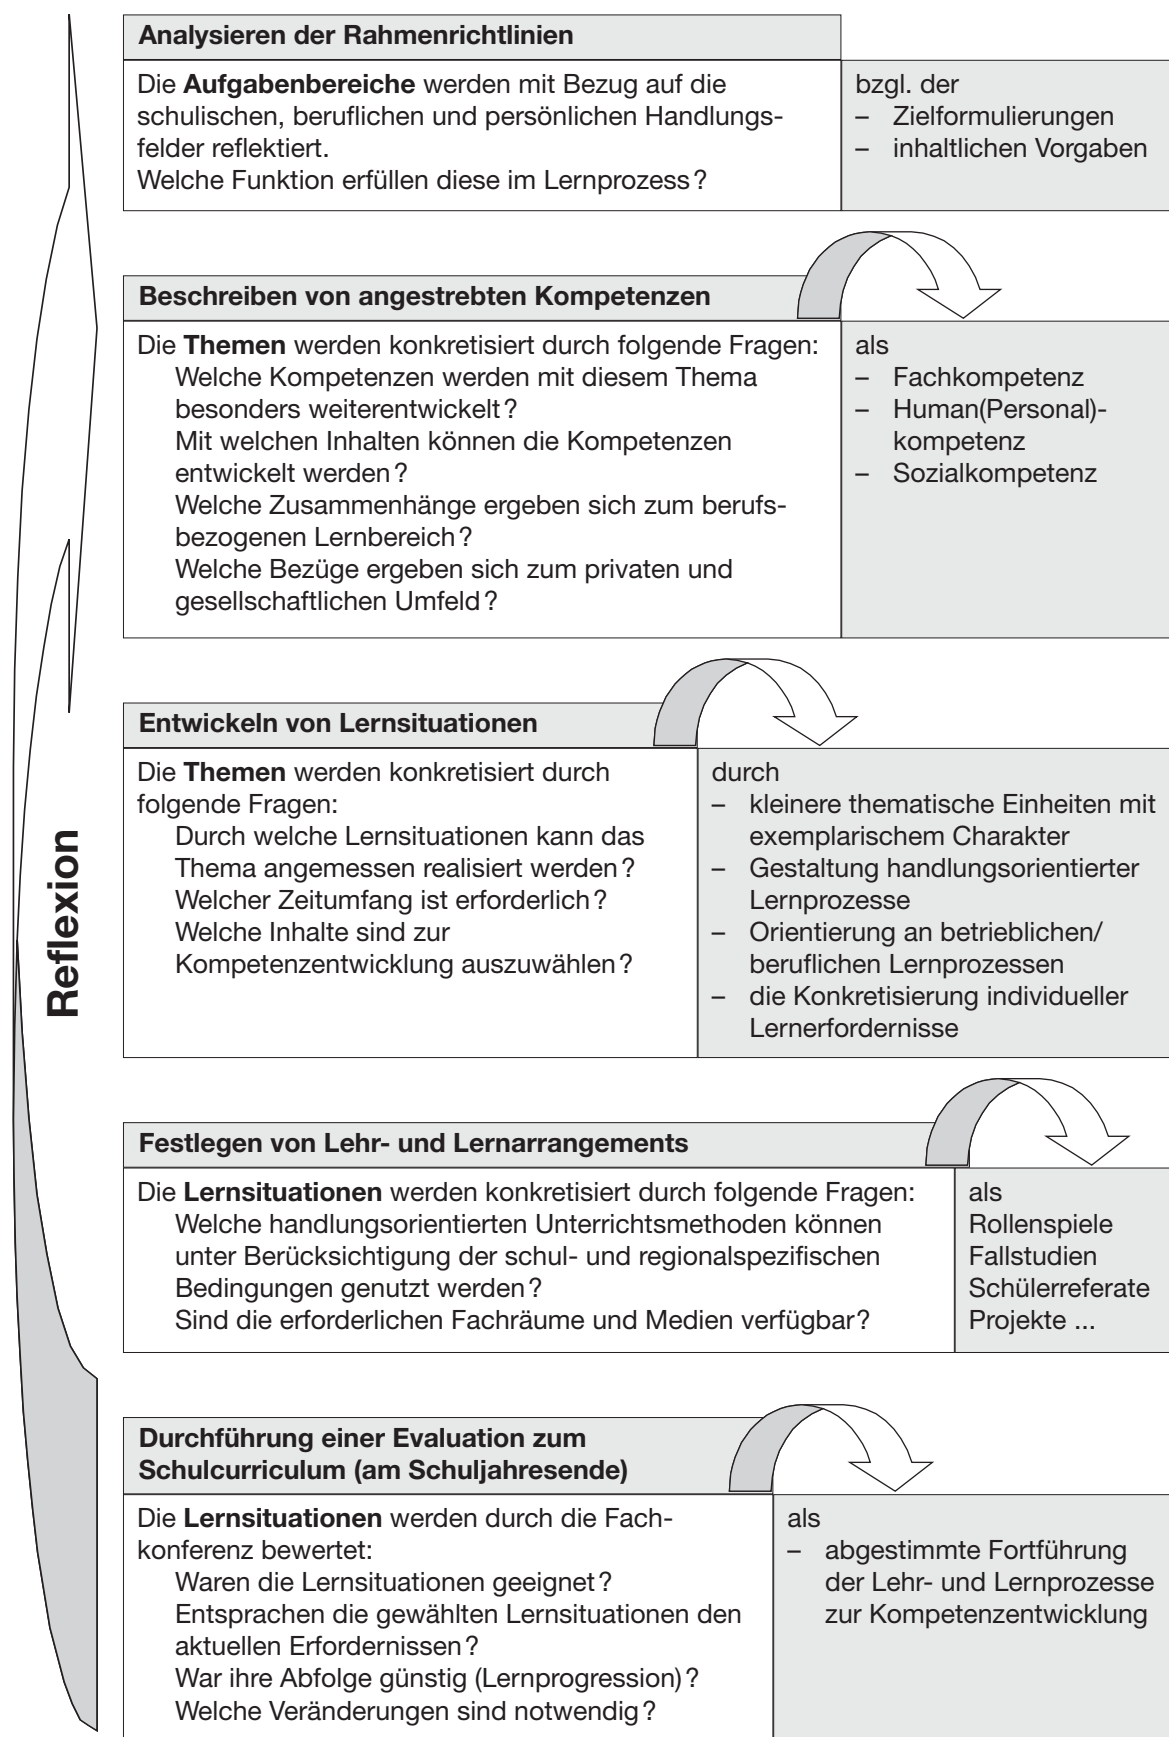 Analysieren der Rahmenrichtlinien
Die Aufgabenbereiche werden mit Bezug auf die
schulischen, beruflichen und persönlichen Handlungs-
felder reflektiert.
Welche Funktion erfüllen diese im Lernprozess?
bzgl. der
– Zielformulierungen
– inhaltlichen Vorgaben
Beschreiben von angestrebten Kompetenzen
Die Themen werden konkretisiert durch folgende Fragen:
Welche Kompetenzen werden mit diesem Thema
besonders weiterentwickelt?
Mit welchen Inhalten können die Kompetenzen
entwickelt werden?
Welche Zusammenhänge ergeben sich zum berufs-
bezogenen Lernbereich?
Welche Bezüge ergeben sich zum privaten und
gesellschaftlichen Umfeld?
als
– Fachkompetenz
– Human(Personal)-
kompetenz
– Sozialkompetenz
Reflexion
Entwickeln von Lernsituationen
Die Themen werden konkretisiert durch
folgende Fragen:
Durch welche Lernsituationen kann das
Thema angemessen realisiert werden?
Welcher Zeitumfang ist erforderlich?
Welche Inhalte sind zur
Kompetenzentwicklung auszuwählen?
durch
– kleinere thematische Einheiten mit
exemplarischem Charakter
– Gestaltung handlungsorientierter
Lernprozesse
– Orientierung an betrieblichen/
beruflichen Lernprozessen
– die Konkretisierung individueller
Lernerfordernisse
Festlegen von Lehr- und Lernarrangements
Die Lernsituationen werden konkretisiert durch folgende Fragen:
Welche handlungsorientierten Unterrichtsmethoden können
unter Berücksichtigung der schul- und regionalspezifischen
Bedingungen genutzt werden?
Sind die erforderlichen Fachräume und Medien verfügbar?
als
Rollenspiele
Fallstudien
Schülerreferate
Projekte ...
Durchführung einer Evaluation zum
Schulcurriculum (am Schuljahresende)
Die Lernsituationen werden durch die Fach-
konferenz bewertet:
Waren die Lernsituationen geeignet?
Entsprachen die gewählten Lernsituationen den
aktuellen Erfordernissen?
War ihre Abfolge günstig (Lernprogression)?
Welche Veränderungen sind notwendig?
als
– abgestimmte Fortführung
der Lehr- und Lernprozesse
zur Kompetenzentwicklung